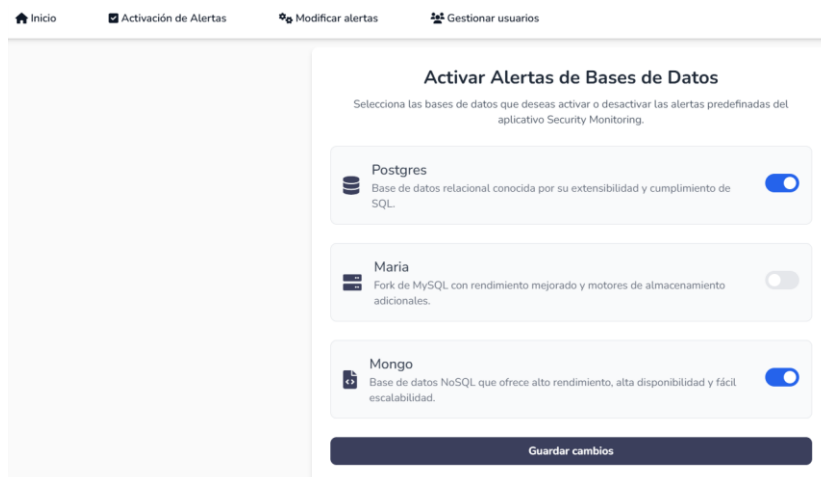 Inicio Activación de Alertas Modificar alertas Gestionar usuarios
Activar Alertas de Bases de Datos
Selecciona las bases de datos que deseas activar o desactivar las alertas predefinadas del
aplicativo Security Monitoring.
Postgres
Base de datos relacional conocida por su extensibilidad y cumplimiento de
SQL.
Maria
Fork de MySQL con rendimiento mejorado y motores de almacenamiento
adicionales.
Mongo
Base de datos NoSQL que ofrece alto rendimiento, alta disponibilidad y fácil
escalabilidad.
Guardar cambios